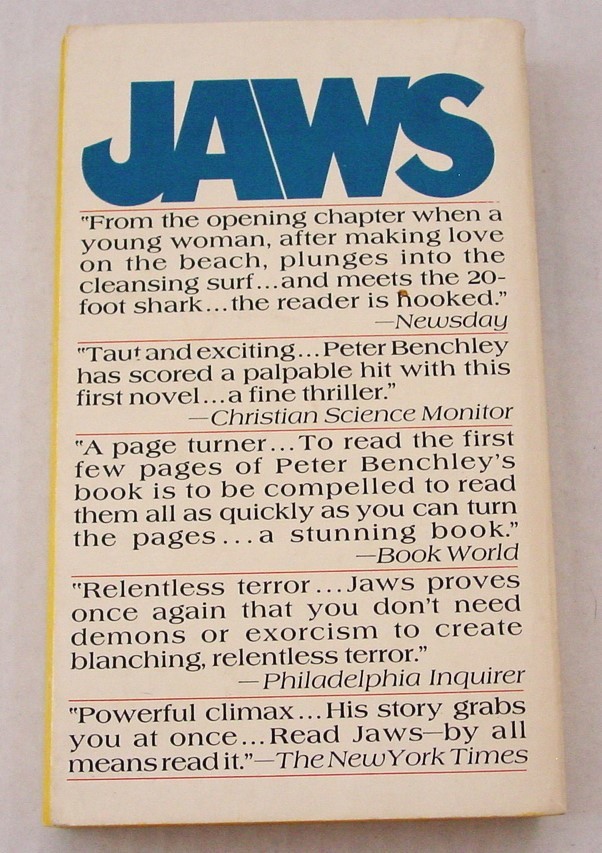 JAWS
"From the opening chapter when a
young woman, after making love
on the beach, plunges into the
cleansing surf...and meets the 20-
foot shark...the reader is hooked."
—Newsday
"Taut and exciting...Peter Benchley
has scored a palpable hit with this
first novel...a fine thriller."
—Christian Science Monitor
"A page turner...To read the first
few pages of Peter Benchley's
book is to be compelled to read
them all as quickly as you can turn
the pages...a stunning book."
—Book World
"Relentless terror...Jaws proves
once again that you don't need
demons or exorcism to create
blanching, relentless terror."
—Philadelphia Inquirer
"Powerful climax...His story grabs
you at once...Read Jaws—by all
means read it."—The New York Times